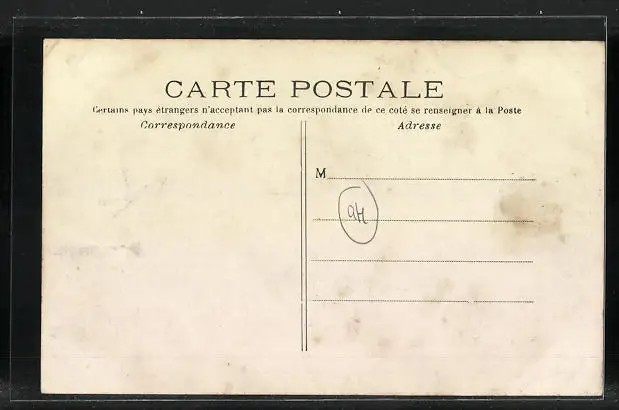 CARTE POSTALE
Certains pays étrangers n'acceptant pas la correspondance de ce coté se renseigner à la Poste
Correspondance
Adresse
M
94